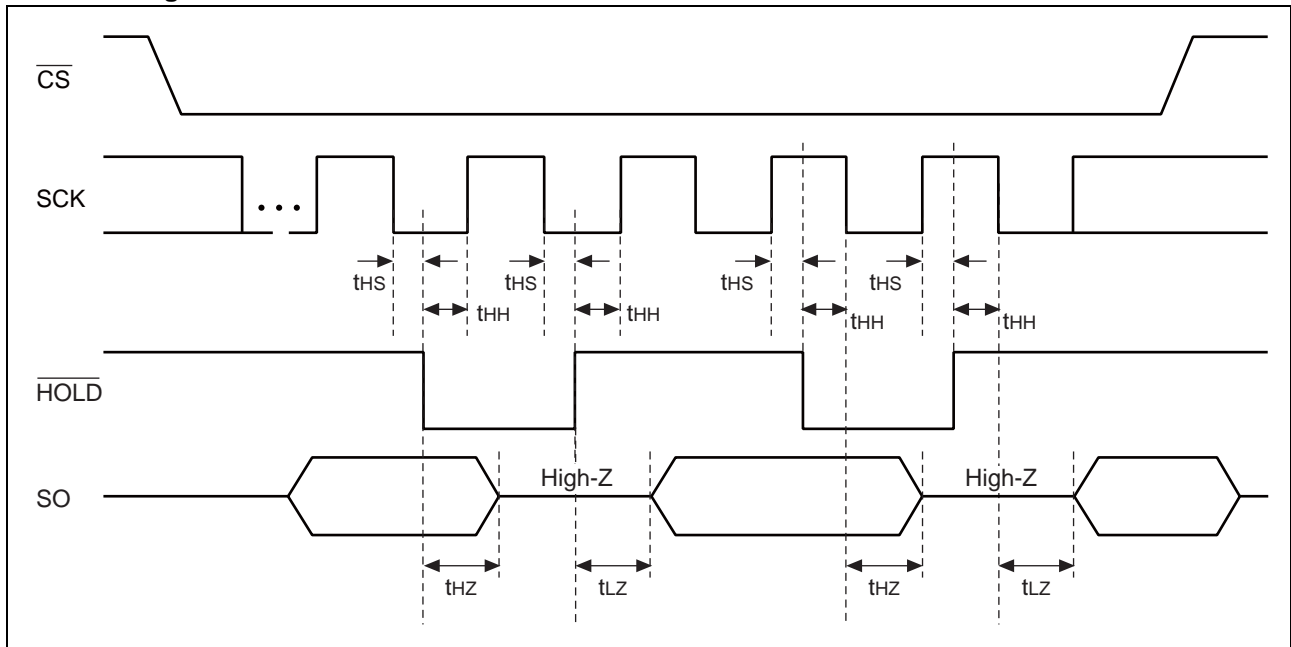 CS
SCK
• • •
tHS tHS tHS tHS
tHH tHH tHH tHH
HOLD
High-Z High-Z
SO
tHZ tLZ tHZ tLZ